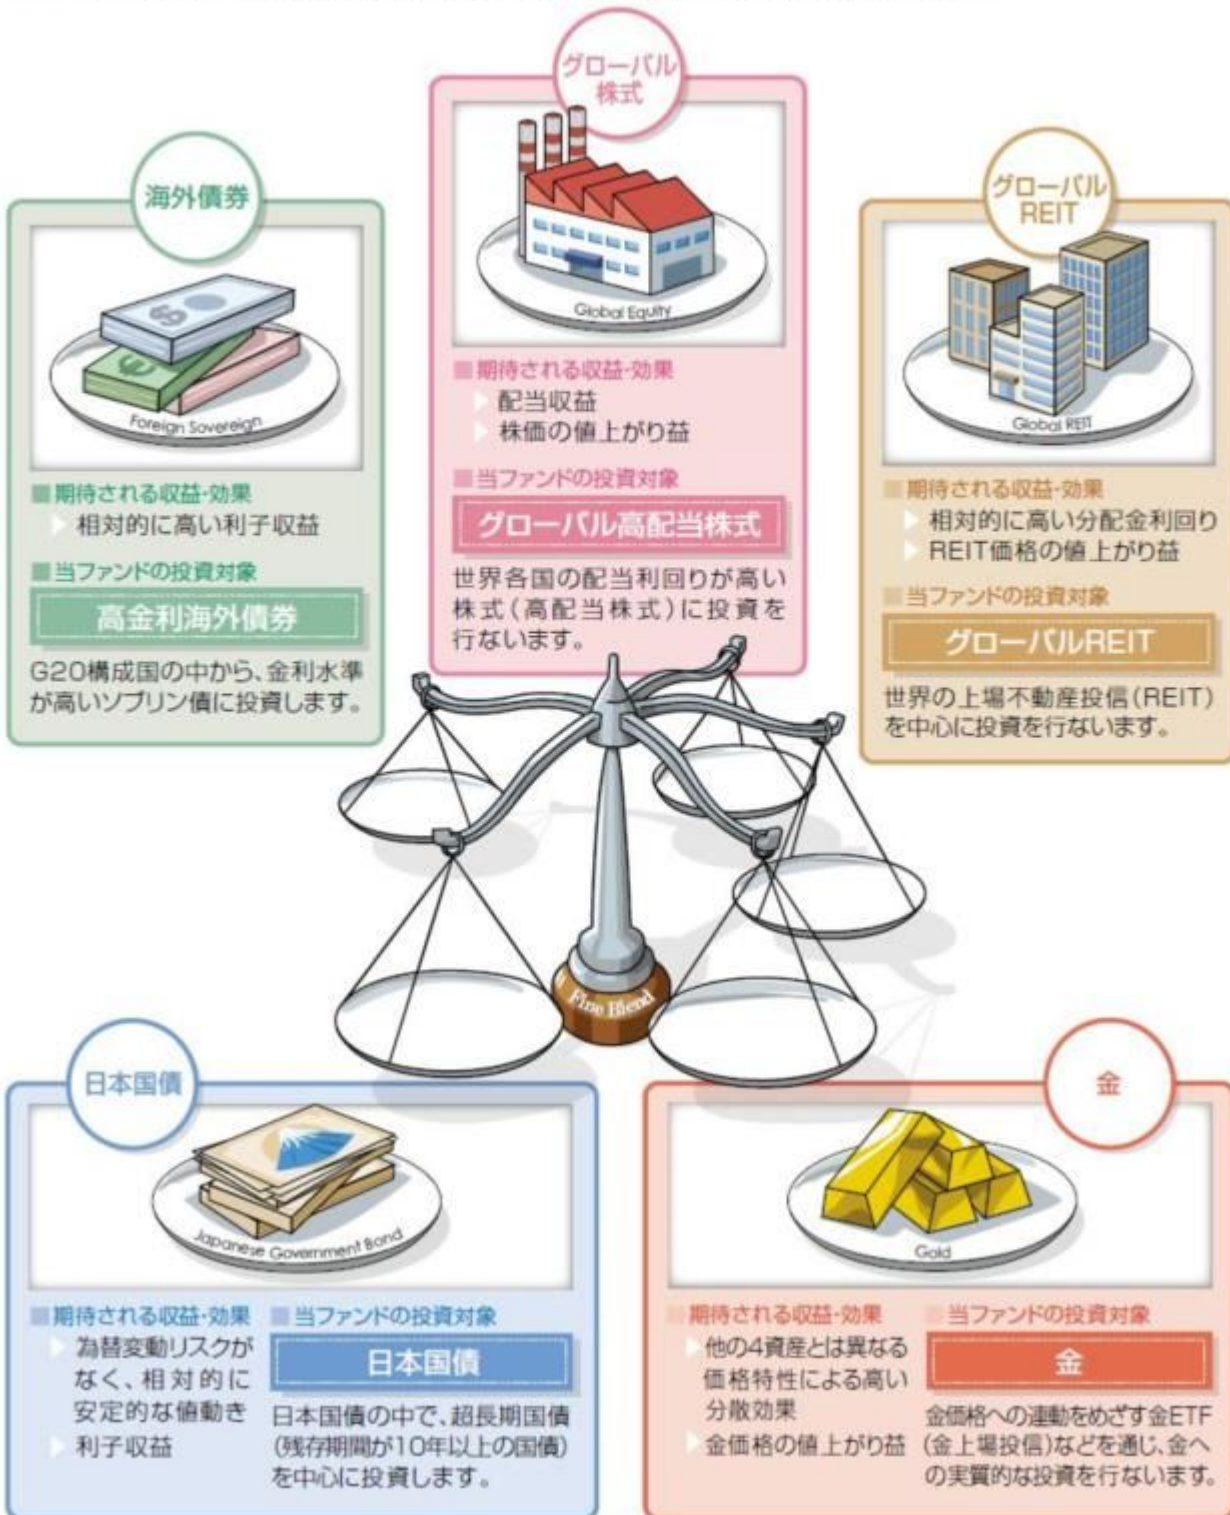 グローバル
株式
Global Equity
■期待される収益・効果
配当収益
株価の値上がり益
■当ファンドの投資対象
グローバル高配当株式
世界各国の配当利回りが高い
株式(高配当株式)に投資を
行ないます。
海外債券
Foreign Sovereign
■期待される収益・効果
相対的に高い利子収益
■当ファンドの投資対象
高金利海外債券
G20構成国の中から、金利水準
が高いソブリン債に投資します。
グローバル
REIT
Global REIT
■期待される収益・効果
相対的に高い分配金利回り
REIT価格の値上がり益
■当ファンドの投資対象
グローバルREIT
世界の上場不動産投信(REIT)
を中心に投資を行ないます。
Fine Blend
日本国債
Japanese Government Bond
■期待される収益・効果
為替変動リスクが
なく、相対的に
安定的な値動き
利子収益
■当ファンドの投資対象
日本国債
日本国債の中で、超長期国債
(残存期間が10年以上の国債)
を中心に投資します。
金
Gold
■期待される収益・効果
他の4資産とは異なる
価格特性による高い
分散効果
金価格の値上がり益
■当ファンドの投資対象
金
金価格への連動をめざす金ETF
(金上場投信)などを通じ、金へ
の実質的な投資を行ないます。